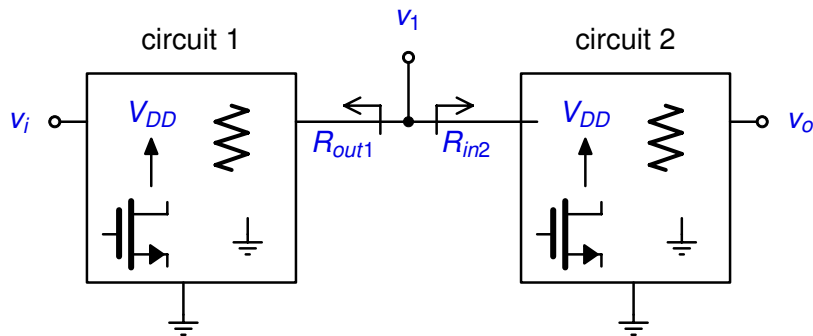 v1
circuit 1
circuit 2
vi
VDD
Rout1
Rin2
VDD
vo